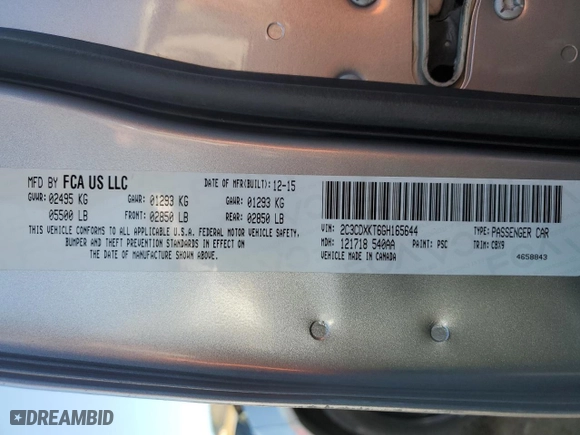 MFD BY FCA US LLC DATE OF MFR(BUILT): 12-15
GVWR: 02495 KG GAWR: 01293 KG GAWR: 01293 KG
05500 LB FRONT: 02850 LB REAR: 02850 LB
THIS VEHICLE CONFORMS TO ALL APPLICABLE U.S.A. FEDERAL MOTOR VEHICLE SAFETY,
BUMPER AND THEFT PREVENTION STANDARDS IN EFFECT ON
THE DATE OF MANUFACTURE SHOWN ABOVE.
VIN: 2C3CDXKT6GH165644 TYPE: PASSENGER CAR
MDH: 121718 540AA PAINT: PSC TRIM: CBX9
VEHICLE MADE IN CANADA 4658843
DREAMBID